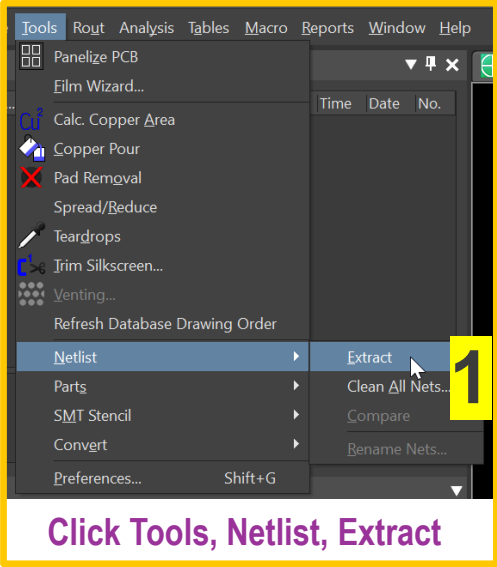 Tools Rout Analysis Tables Macro Reports Window Help
Panelize PCB
Film Wizard...
... Time Date No.
Cu² Calc. Copper Area
Copper Pour
Pad Removal
Spread/Reduce
Teardrops
Trim Silkscreen...
Venting...
Refresh Database Drawing Order
Netlist Extract 1
Parts Clean All Nets...
SMT Stencil Compare
Convert Rename Nets...
Preferences... Shift+G
Click Tools, Netlist, Extract